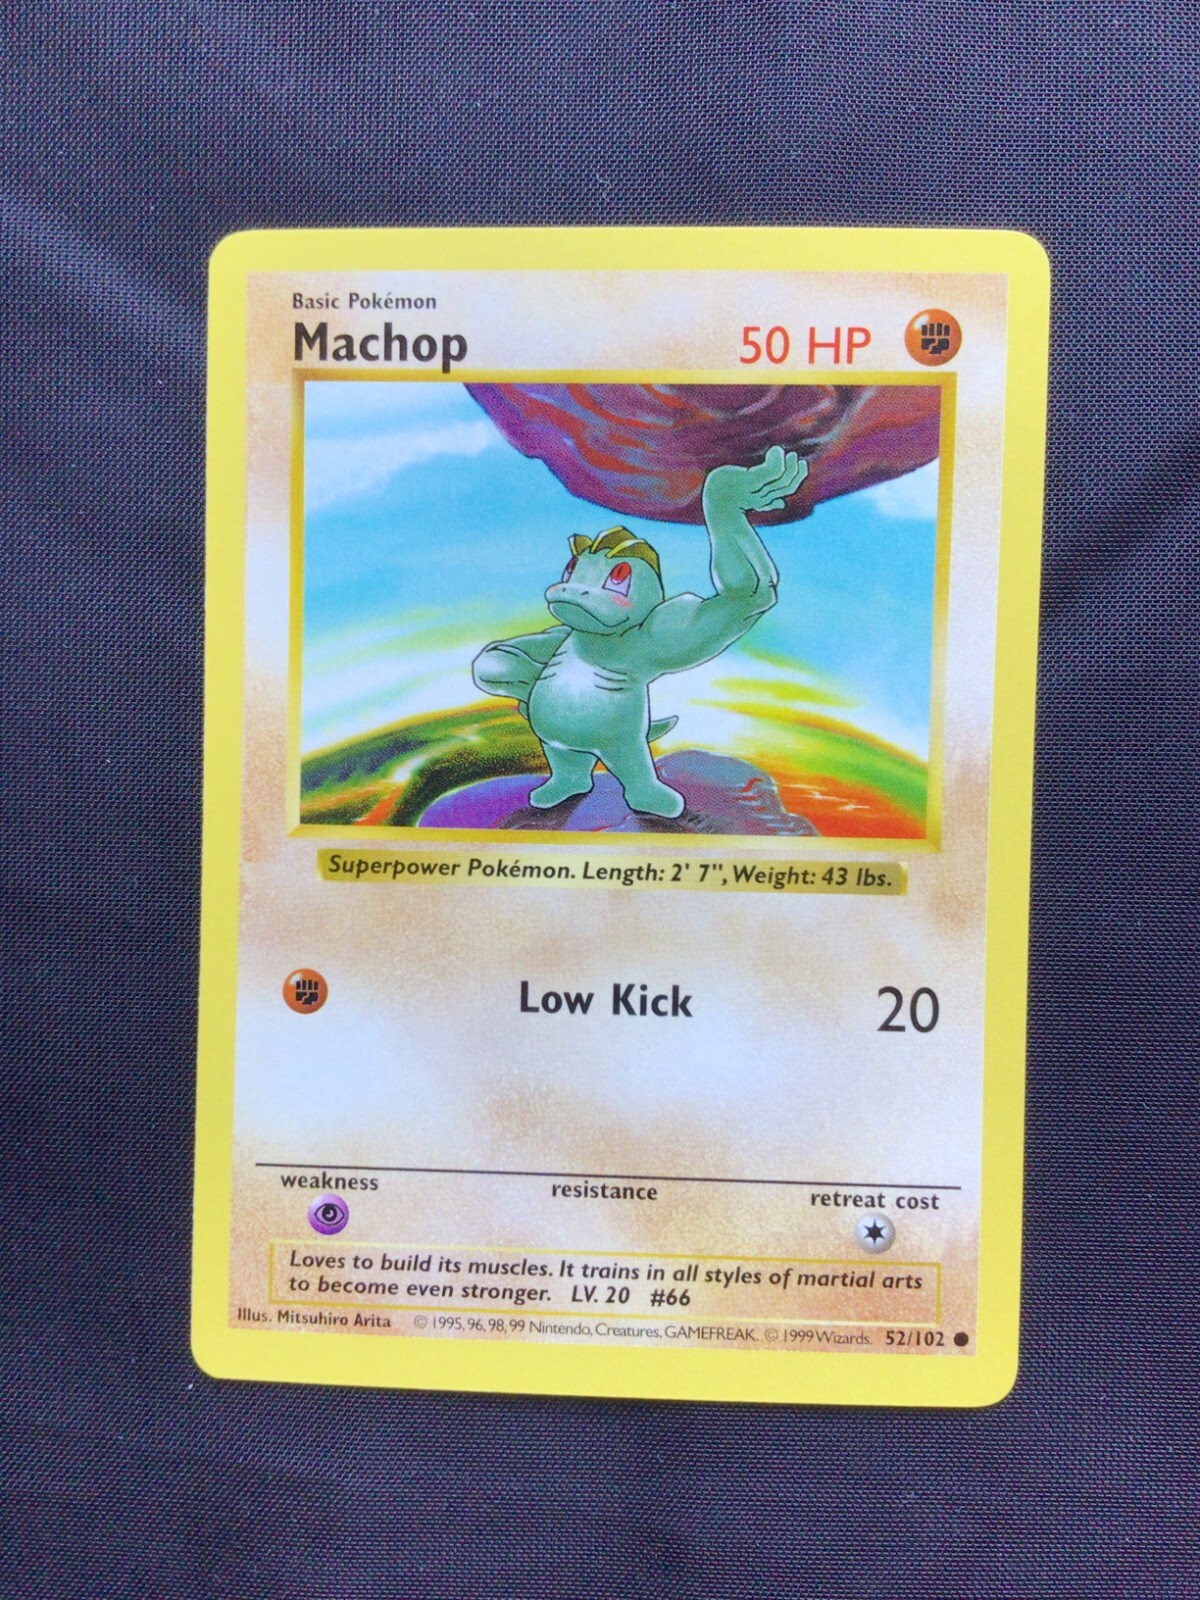 Basic Pokémon
Machop 50 HP
Superpower Pokémon. Length: 2' 7", Weight: 43 lbs.
Low Kick 20
weakness resistance retreat cost
Loves to build its muscles. It trains in all styles of martial arts
to become even stronger. LV. 20 #66
Illus. Mitsuhiro Arita © 1995, 96, 98, 99 Nintendo, Creatures, GAMEFREAK. © 1999 Wizards. 52/102